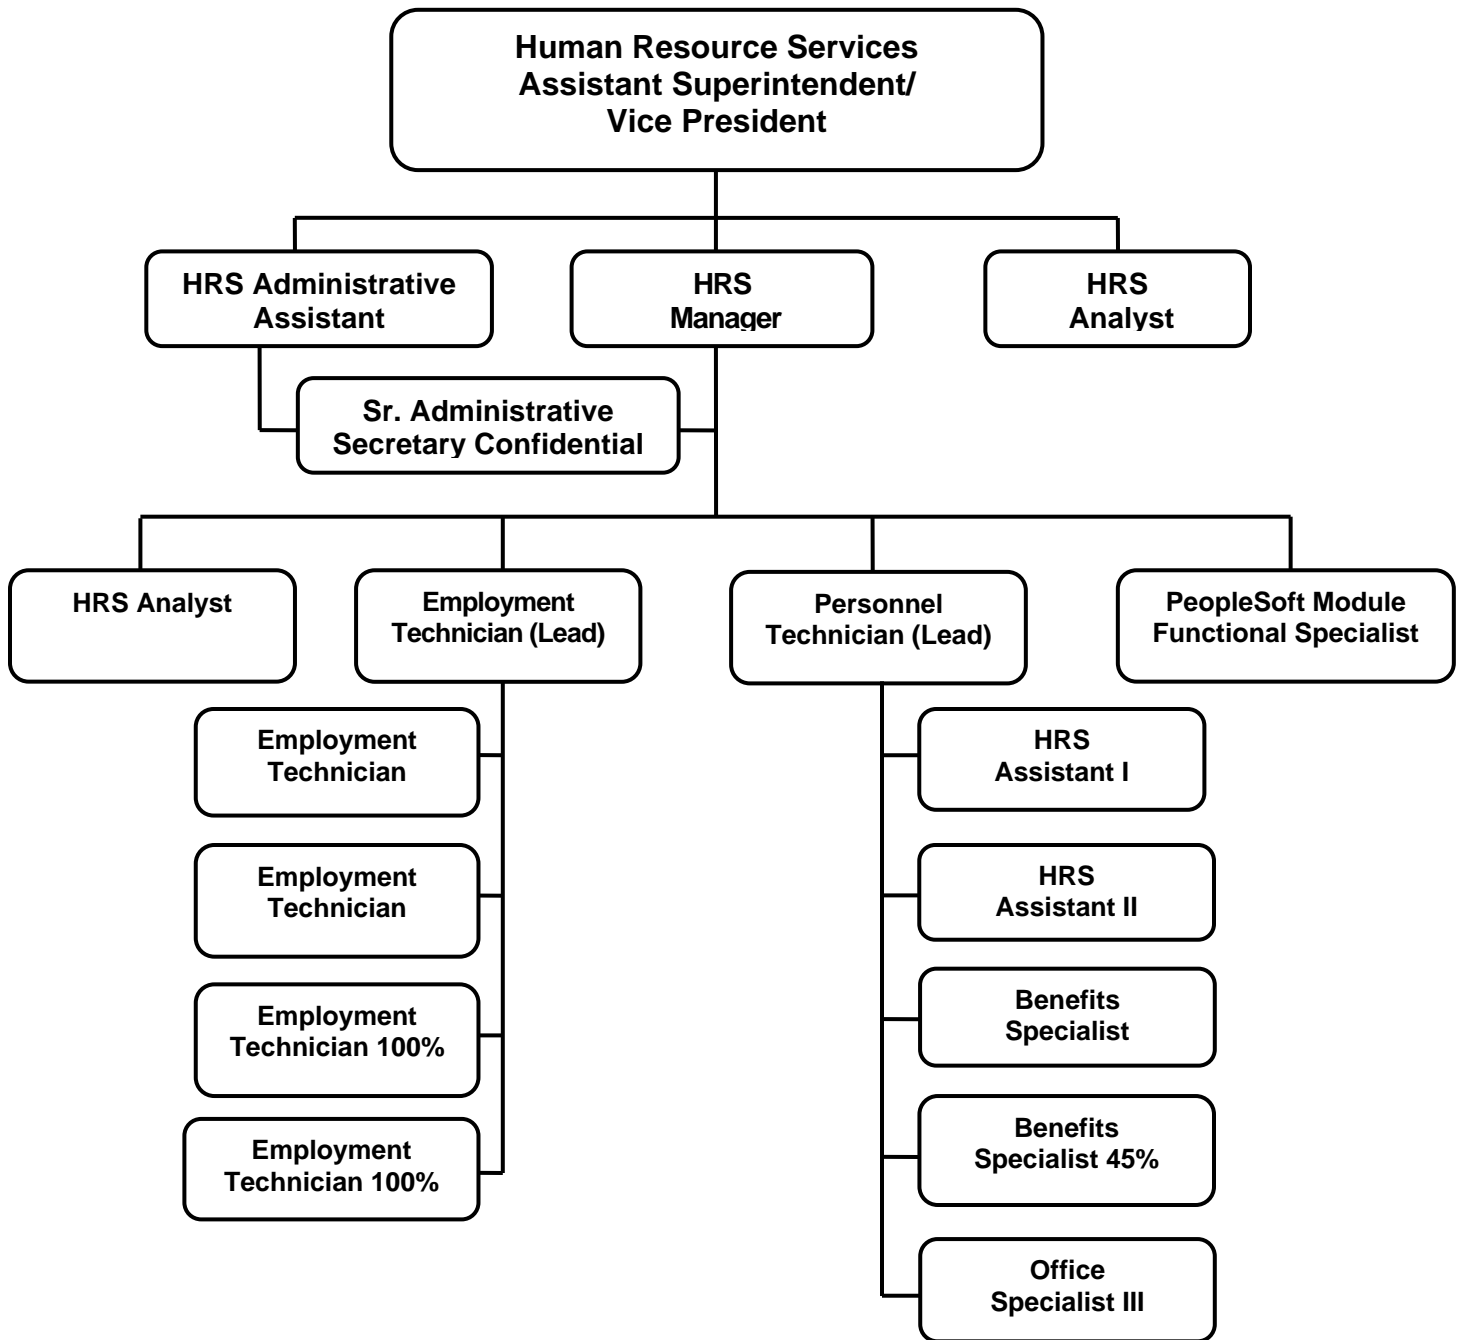 Human Resource Services
Assistant Superintendent/
Vice President
HRS Administrative
Assistant
HRS
Manager
HRS
Analyst
Sr. Administrative
Secretary Confidential
HRS Analyst
Employment
Technician (Lead)
Personnel
Technician (Lead)
PeopleSoft Module
Functional Specialist
Employment
Technician
Employment
Technician
Employment
Technician 100%
Employment
Technician 100%
HRS
Assistant I
HRS
Assistant II
Benefits
Specialist
Benefits
Specialist 45%
Office
Specialist III